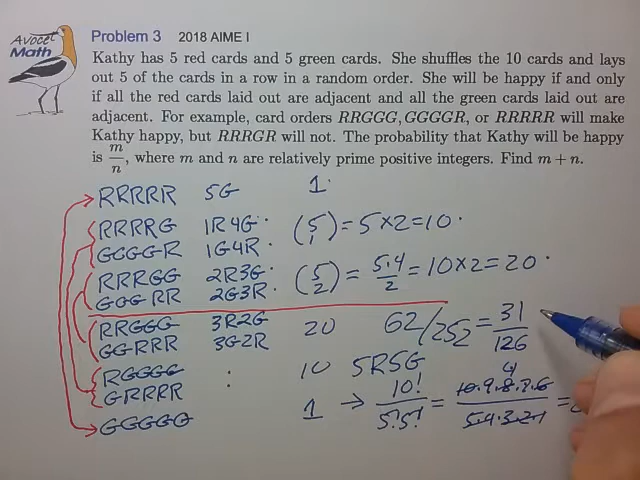 Avocet
Math
Problem 3 2018 AIME I
Kathy has 5 red cards and 5 green cards. She shuffles the 10 cards and lays
out 5 of the cards in a row in a random order. She will be happy if and only
if all the red cards laid out are adjacent and all the green cards laid out are
adjacent. For example, card orders RRGGG, GGGGR, or RRRRR will make
Kathy happy, but RRRGR will not. The probability that Kathy will be happy
is m/n, where m and n are relatively prime positive integers. Find m + n.
RRRRR 5G 1
RRRRG 1R4G (5 1) = 5×2=10
GGGGR 1G4R
RRRGG 2R3G (5 2) = 5·4/2 = 10×2=20
GGGRR 2G3R
RRGGG 3R2G 20 62/252 = 31/126
GGRRR 3G2R
RGGGG : 10 5R5G
GRRRR
GGGGG 1 → 10!/5!5! = 10·9·8·7·6/5·4·3·2·1 =
4